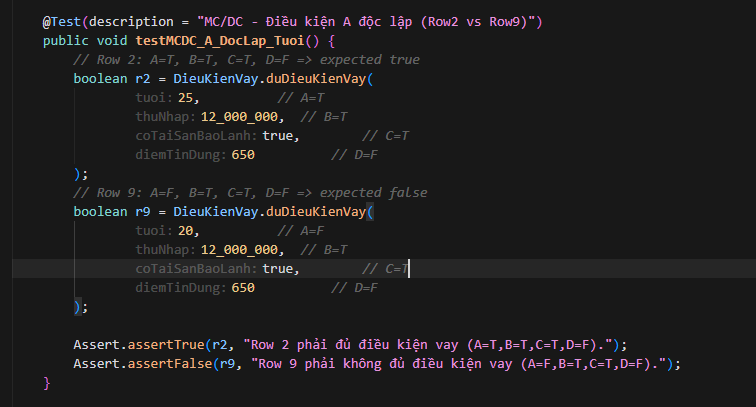 @Test(description = "MC/DC - Điều kiện A độc lập (Row2 vs Row9)")
public void testMCDC_A_DocLap_Tuoi() {
// Row 2: A=T, B=T, C=T, D=F => expected true
boolean r2 = DieuKienVay.duDieuKienVay(
tuoi: 25, // A=T
thuNhap: 12_000_000, // B=T
coTaiSanBaoLanh: true, // C=T
diemTinDung: 650 // D=F
);
// Row 9: A=F, B=T, C=T, D=F => expected false
boolean r9 = DieuKienVay.duDieuKienVay(
tuoi: 20, // A=F
thuNhap: 12_000_000, // B=T
coTaiSanBaoLanh: true, // C=T
diemTinDung: 650 // D=F
);
Assert.assertTrue(r2, "Row 2 phải đủ điều kiện vay (A=T,B=T,C=T,D=F).");
Assert.assertFalse(r9, "Row 9 phải không đủ điều kiện vay (A=F,B=T,C=T,D=F).");
}